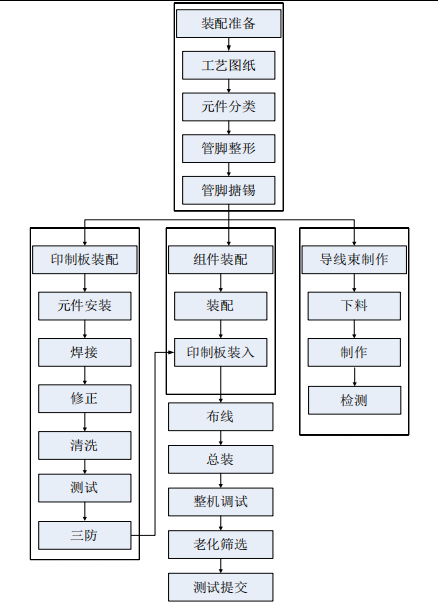 装配准备
工艺图纸
元件分类
管脚整形
管脚搪锡
印制板装配
元件安装
焊接
修正
清洗
测试
三防
组件装配
装配
印制板装入
布线
总装
整机调试
老化筛选
测试提交
导线束制作
下料
制作
检测